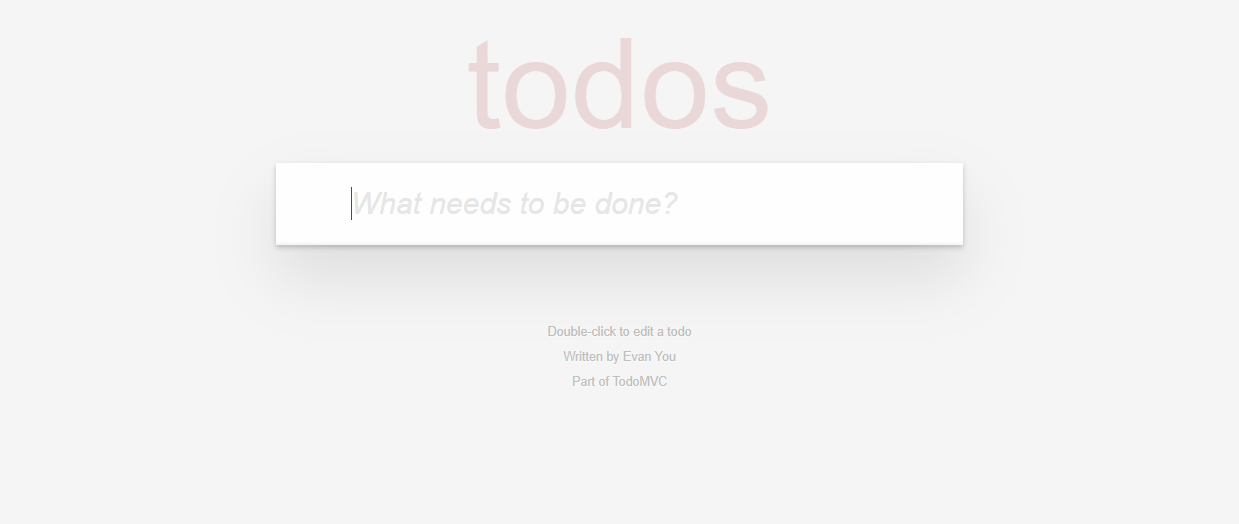 todos
What needs to be done?
Double-click to edit a todo
Written by Evan You
Part of TodoMVC